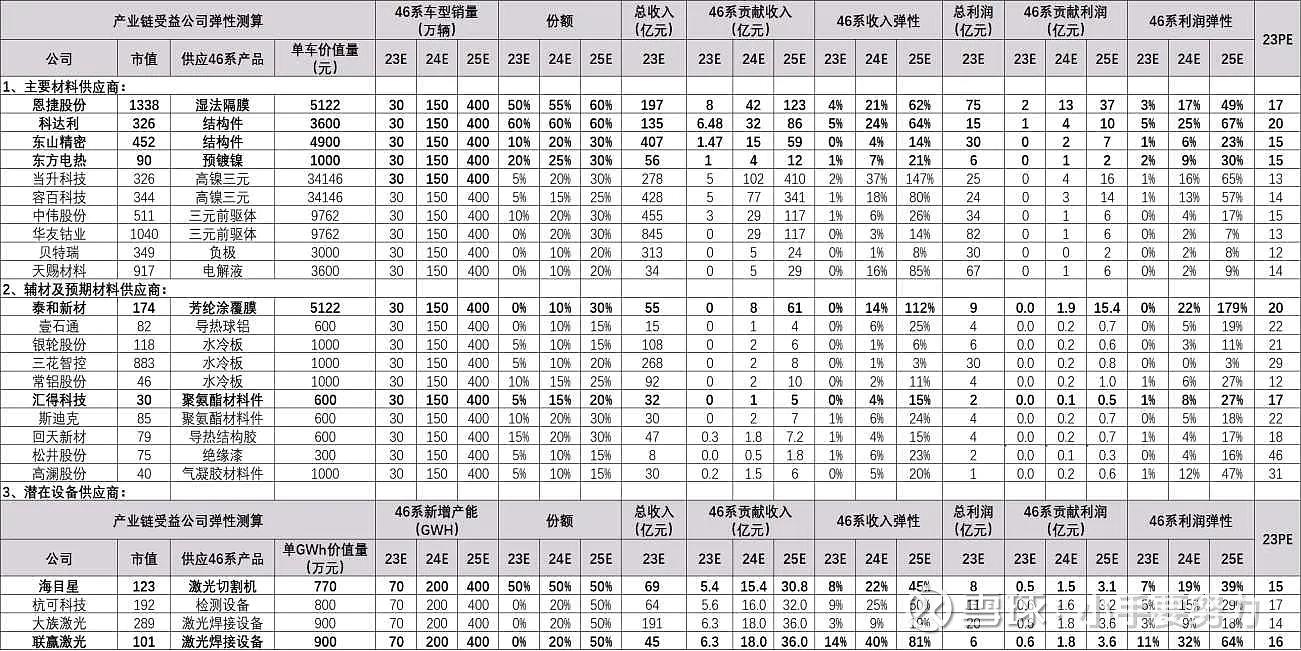 产业链受益公司弹性测算 46系车型销量（万辆） 份额 总收入（亿元） 46系贡献收入（亿元） 46系收入弹性 总利润（亿元） 46系贡献利润（亿元） 46系利润弹性 23PE
公司 市值 供应46系产品 单车价值量（元） 23E 24E 25E 23E 24E 25E 23E 23E 24E 25E 23E 24E 25E 23E 23E 24E 25E 23E 24E 25E
1、主要材料供应商：
恩捷股份 1338 湿法隔膜 5122 30 150 400 50% 55% 60% 197 8 42 123 4% 21% 62% 75 2 13 37 3% 17% 49% 17
科达利 326 结构件 3600 30 150 400 60% 60% 60% 135 6.48 32 86 5% 24% 64% 15 1 4 10 5% 25% 67% 20
东山精密 452 结构件 4900 30 150 400 10% 20% 30% 407 1.47 15 59 0% 4% 14% 30 0 2 7 1% 6% 23% 15
东方电热 90 预镀镍 1000 30 150 400 20% 25% 30% 56 1 4 12 1% 7% 21% 6 0 1 2 2% 9% 30% 15
当升科技 326 高镍三元 34146 30 150 400 5% 20% 30% 278 5 102 410 2% 37% 147% 25 0 4 16 1% 16% 65% 13
容百科技 344 高镍三元 34146 30 150 400 5% 15% 25% 428 5 77 341 1% 18% 80% 24 0 3 14 1% 13% 57% 14
中伟股份 511 三元前驱体 9762 30 150 400 10% 20% 30% 455 3 29 117 1% 6% 26% 34 0 1 6 0% 4% 17% 15
华友钴业 1040 三元前驱体 9762 30 150 400 0% 20% 30% 845 0 29 117 0% 3% 14% 82 0 1 6 0% 2% 7% 13
贝特瑞 349 负极 3000 30 150 400 0% 10% 20% 313 0 5 24 0% 1% 8% 30 0 0 2 0% 2% 8% 12
天赐材料 917 电解液 3600 30 150 400 0% 10% 20% 34 0 5 29 0% 16% 85% 67 0 1 6 0% 2% 9% 14
2、辅材及预期材料供应商：
泰和新材 174 芳纶涂覆膜 5122 30 150 400 0% 10% 30% 55 0 8 61 0% 14% 112% 9 0.0 1.9 15.4 0% 22% 179% 20
壹石通 82 导热球铝 600 30 150 400 0% 10% 15% 15 0 1 4 0% 6% 25% 4 0.0 0.2 0.7 0% 5% 19% 22
银轮股份 118 水冷板 1000 30 150 400 5% 10% 15% 108 0 2 6 0% 1% 6% 6 0.0 0.2 0.6 0% 3% 11% 21
三花智控 883 水冷板 1000 30 150 400 5% 10% 20% 268 0 2 8 0% 1% 3% 30 0.0 0.2 0.8 0% 0% 3% 29
常铝股份 46 水冷板 1000 30 150 400 10% 15% 25% 92 0 2 10 0% 2% 11% 4 0.0 0.2 1.0 1% 6% 27% 12
汇得科技 30 聚氨酯材料件 600 30 150 400 5% 15% 20% 32 0 1 5 0% 4% 15% 2 0.0 0.1 0.5 1% 8% 27% 17
斯迪克 85 聚氨酯材料件 600 30 150 400 10% 20% 30% 30 0 2 7 1% 6% 24% 4 0.0 0.2 0.7 0% 5% 18% 22
回天新材 79 导热结构胶 600 30 150 400 15% 20% 30% 47 0.3 1.8 7.2 1% 4% 15% 4 0.0 0.2 0.7 1% 4% 17% 18
松井股份 75 绝缘漆 300 30 150 400 5% 10% 15% 8 0.0 0.5 1.8 1% 6% 23% 2 0.0 0.1 0.3 0% 4% 16% 46
高澜股份 40 气凝胶材料件 1000 30 150 400 5% 10% 15% 30 0.2 1.5 6 0% 5% 20% 1 0.0 0.2 0.6 1% 12% 47% 31
3、潜在设备供应商：
产业链受益公司弹性测算 46系新增产能（GWH） 份额 总收入（亿元） 46系贡献收入（亿元） 46系收入弹性 总利润（亿元） 46系贡献利润（亿元） 46系利润弹性 23PE
公司 市值 供应46系产品 单GWh价值量（万元） 23E 24E 25E 23E 24E 25E 23E 23E 24E 25E 23E 24E 25E 23E 23E 24E 25E 23E 24E 25E
海目星 123 激光切割机 770 70 200 400 50% 50% 50% 69 5.4 15.4 30.8 8% 22% 45% 8 0.5 1.5 3.1 7% 19% 39% 15
杭可科技 192 检测设备 800 70 200 400 0% 20% 50% 64 5.6 16.0 32.0 9% 25% 1.6 3.2 15% 29% 17
大族激光 289 激光焊接设备 900 70 200 400 0% 20% 50% 191 6.3 18.0 36.0 3% 9% 20 1.8 3.6 9% 18% 14
联赢激光 101 激光焊接设备 900 70 200 400 0% 20% 50% 45 6.3 18.0 36.0 14% 40% 81% 6 0.6 1.8 3.6 11% 32% 64% 16
雪球：小手要努力